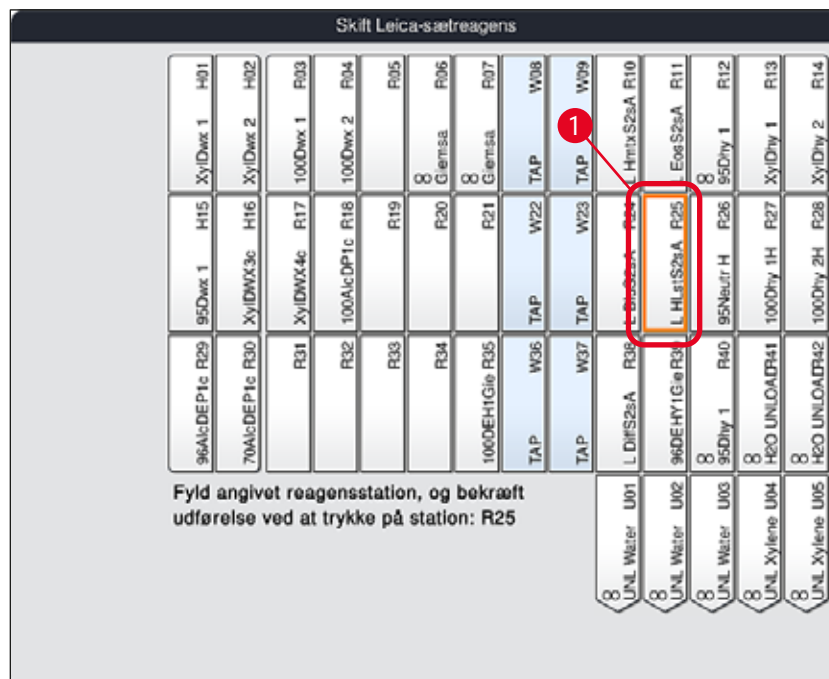 Skift Leica-sætreagens
XylDwx 1 H01
XylDwx 2 H02
100Dwx 1 R03
100Dwx 2 R04
R05
∞ Giemsa R06
∞ Giemsa R07
TAP W08
TAP W09
L HmtxS2sA R10
L EosS2sA R11
∞ 95Dhy 1 R12
XylDhy 1 R13
XylDhy 2 R14
1
95Dwx 1 H15
XylDWX3c H16
XylDWX4c R17
100AlcDP1c R18
R19
R20
R21
TAP W22
TAP W23
R24
L HLstS2sA R25
95Neutr H R26
100Dhy 1H R27
100Dhy 2H R28
96AlcDEP1c R29
70AlcDEP1c R30
R31
R32
R33
R34
100DEH1Gie R35
TAP W36
TAP W37
L DiffS2sA R38
96DEHY1Gie R39
∞ 95Dhy 1 R40
∞ H2O UNLOAD R41
∞ H2O UNLOAD R42
Fyld angivet reagensstation, og bekræft
udførelse ved at trykke på station: R25
∞ UNL Water U01
∞ UNL Water U02
∞ UNL Water U03
∞ UNL Xylene U04
∞ UNL Xylene U05